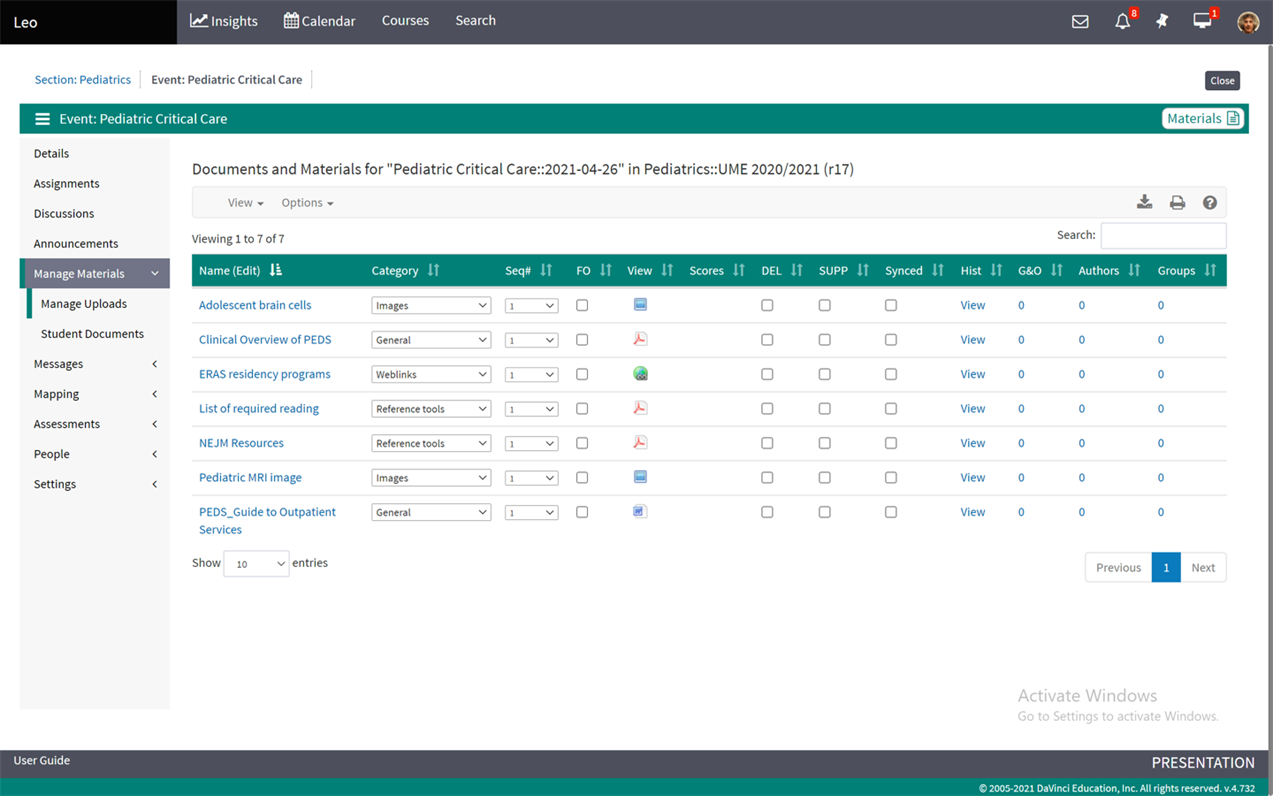 Leo Insights Calendar Courses Search 8 1
Section: Pediatrics Event: Pediatric Critical Care Close
Event: Pediatric Critical Care Materials
Details
Assignments
Discussions
Announcements
Manage Materials
Manage Uploads
Student Documents
Messages
Mapping
Assessments
People
Settings
Documents and Materials for "Pediatric Critical Care::2021-04-26" in Pediatrics::UME 2020/2021 (r17)
View Options
Viewing 1 to 7 of 7 Search:
Name (Edit) Category Seq# FO View Scores DEL SUPP Synced Hist G&O Authors Groups
Adolescent brain cells Images 1 View 0 0 0
Clinical Overview of PEDS General 1 View 0 0 0
ERAS residency programs Weblinks 1 View 0 0 0
List of required reading Reference tools 1 View 0 0 0
NEJM Resources Reference tools 1 View 0 0 0
Pediatric MRI image Images 1 View 0 0 0
PEDS_Guide to Outpatient General 1 View 0 0 0
Services
Show 10 entries Previous 1 Next
Activate Windows
Go to Settings to activate Windows.
User Guide PRESENTATION
© 2005-2021 DaVinci Education, Inc. All rights reserved. v.4.732